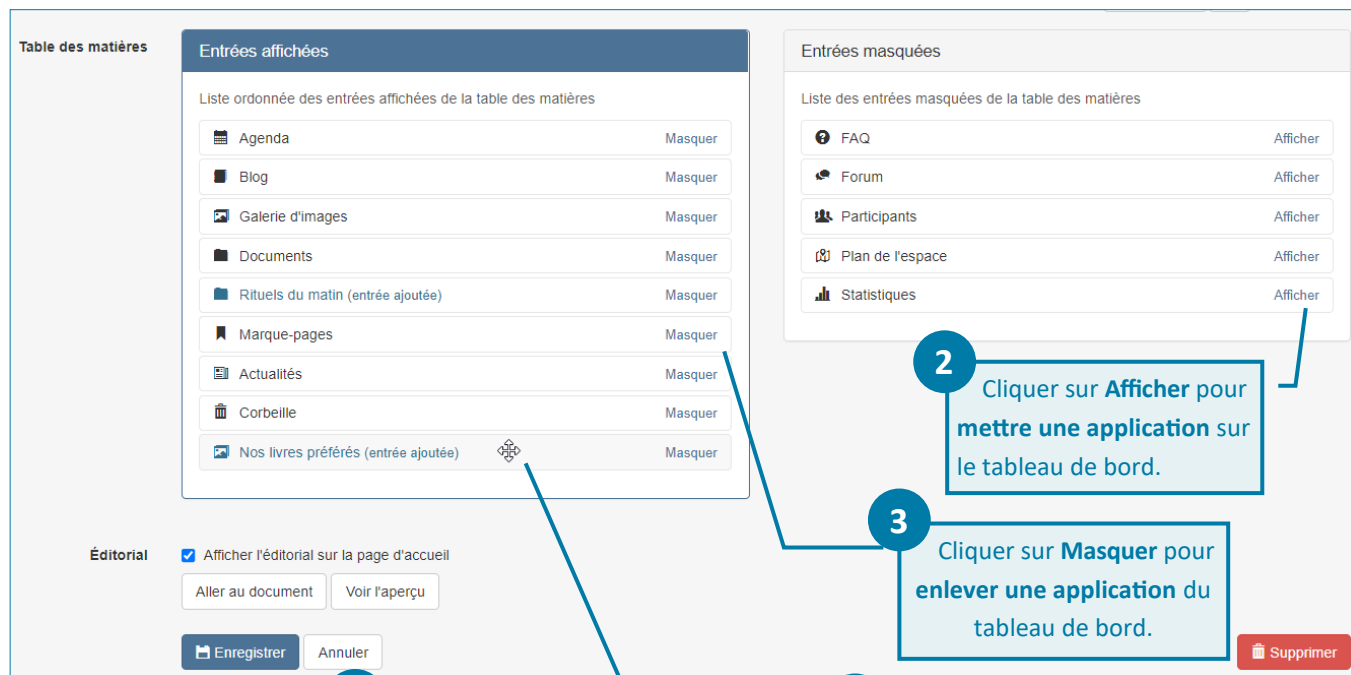 Table des matières
Entrées affichées
Liste ordonnée des entrées affichées de la table des matières
Agenda Masquer
Blog Masquer
Galerie d'images Masquer
Documents Masquer
Rituels du matin (entrée ajoutée) Masquer
Marque-pages Masquer
Actualités Masquer
Corbeille Masquer
Nos livres préférés (entrée ajoutée) Masquer
Entrées masquées
Liste des entrées masquées de la table des matières
FAQ Afficher
Forum Afficher
Participants Afficher
Plan de l'espace Afficher
Statistiques Afficher
2
Cliquer sur Afficher pour
mettre une application sur
le tableau de bord.
3
Cliquer sur Masquer pour
enlever une application du
tableau de bord.
Éditorial
Afficher l'éditorial sur la page d'accueil
Aller au document Voir l'aperçu
Enregistrer Annuler
Supprimer